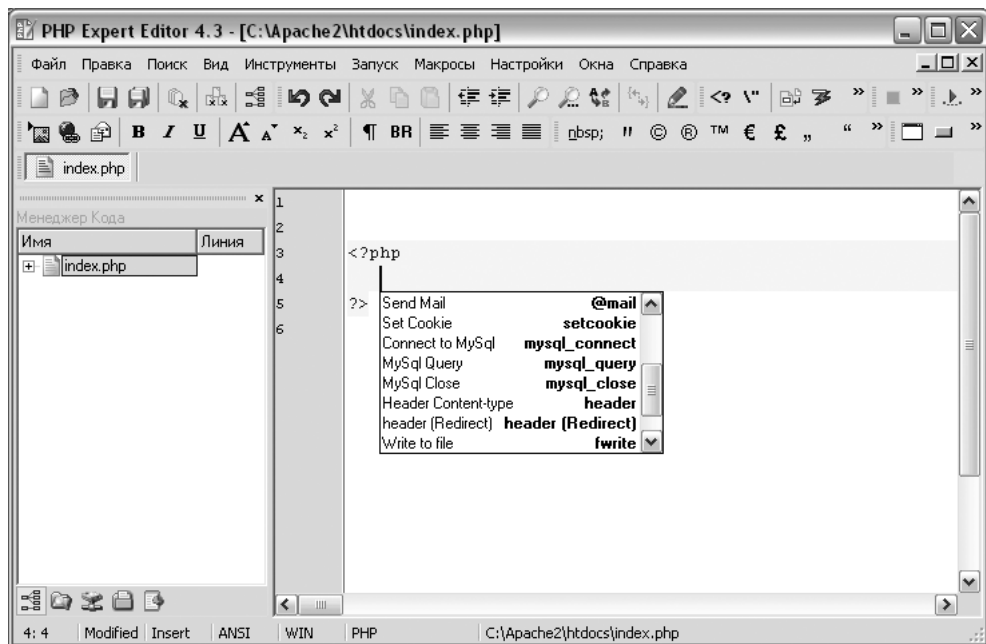 PHP Expert Editor 4.3 - [C:\Apache2\htdocs\index.php]
Файл Правка Поиск Вид Инструменты Запуск Макросы Настройки Окна Справка
<? \" »  »  »
B I U A A x₂ x² ¶ BR nbsp; " © ® TM € £ „ “ » »
index.php
Менеджер Кода
Имя Линия
index.php
1
2
3 <?php
4
5 ?>
6
Send Mail @mail
Set Cookie setcookie
Connect to MySql mysql_connect
MySql Query mysql_query
MySql Close mysql_close
Header Content-type header
header (Redirect) header (Redirect)
Write to file fwrite
4: 4 Modified Insert ANSI WIN PHP C:\Apache2\htdocs\index.php